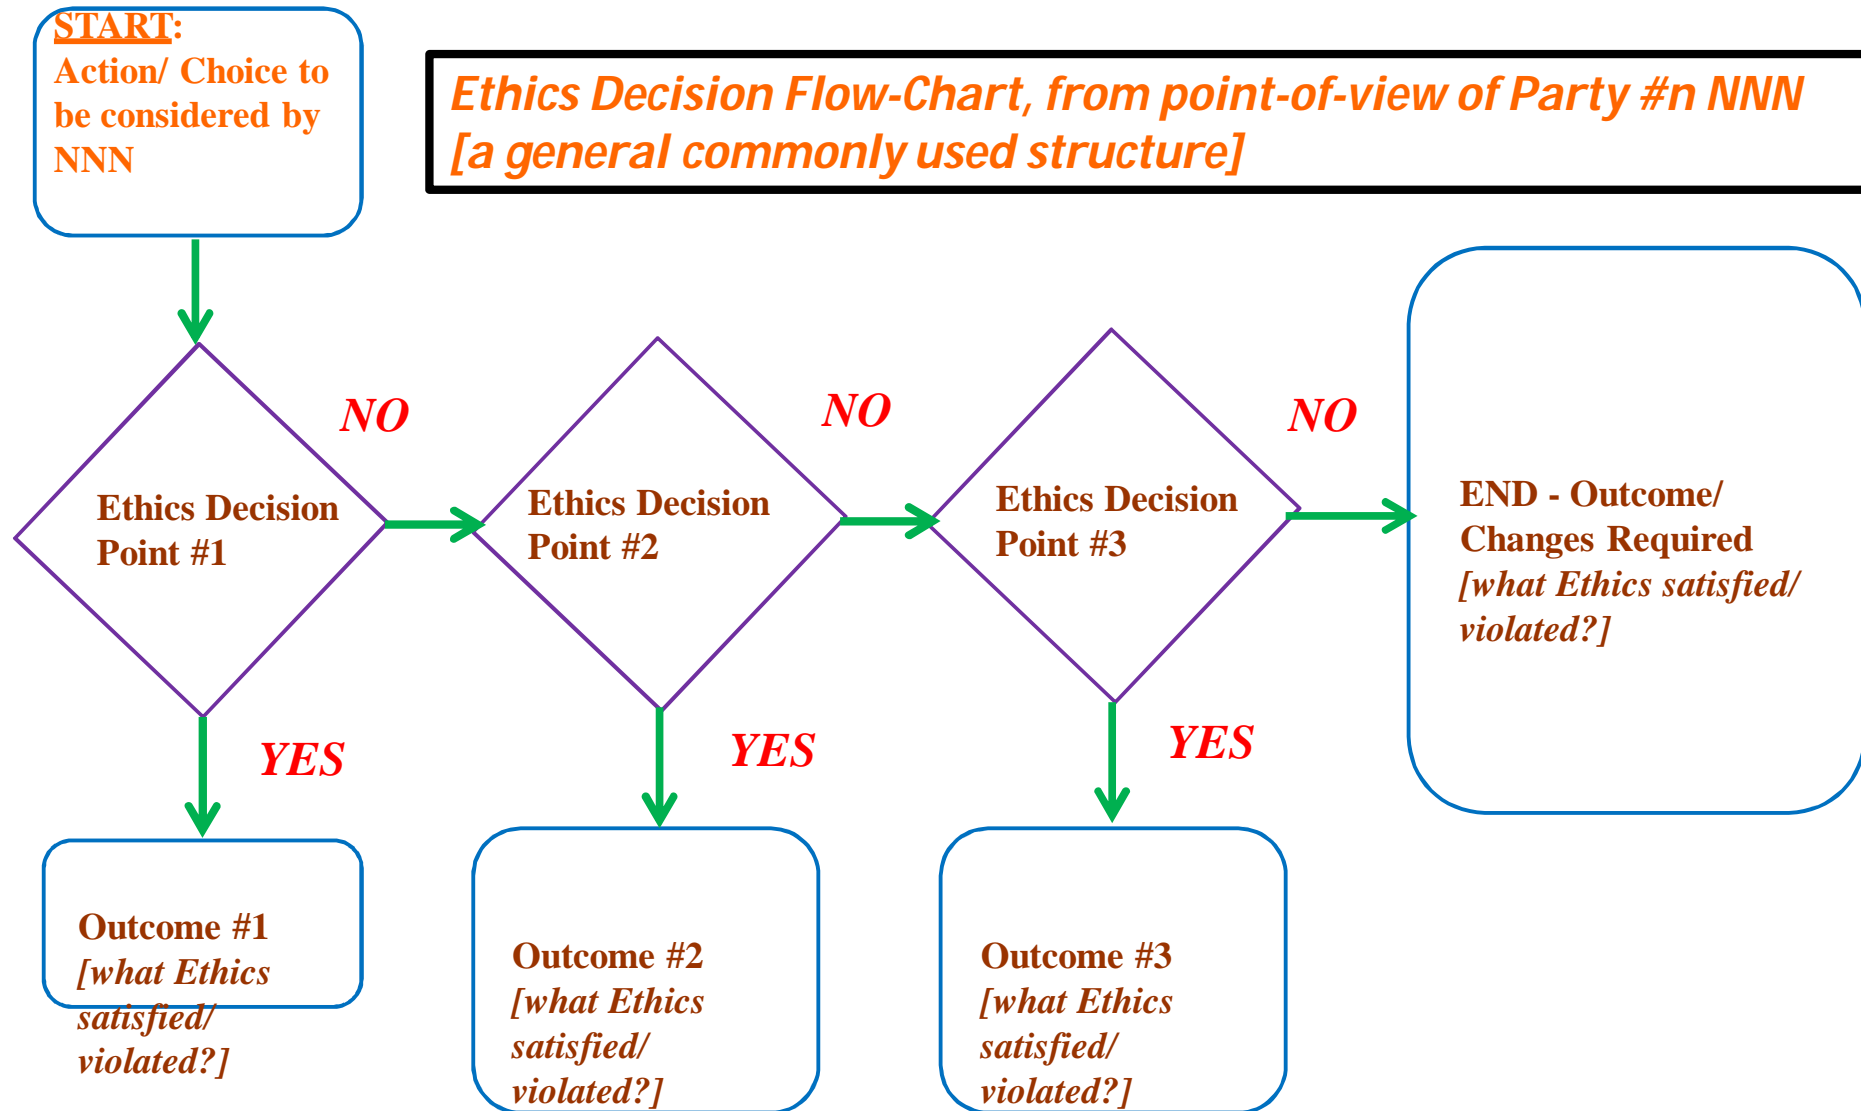 START:
Action/ Choice to
be considered by
NNN
Ethics Decision Flow-Chart, from point-of-view of Party #n NNN
[a general commonly used structure]
NO
NO
NO
Ethics Decision
Point #1
Ethics Decision
Point #2
Ethics Decision
Point #3
END - Outcome/
Changes Required
[what Ethics satisfied/
violated?]
YES
YES
YES
Outcome #1
[what Ethics
satisfied/
violated?]
Outcome #2
[what Ethics
satisfied/
violated?]
Outcome #3
[what Ethics
satisfied/
violated?]